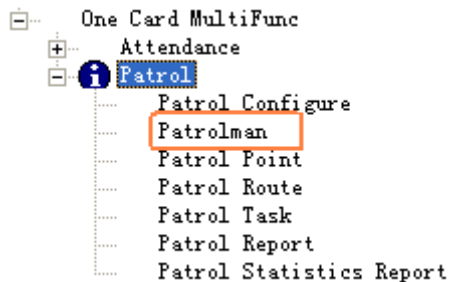 One Card MultiFunc
Attendance
Patrol
Patrol Configure
Patrolman
Patrol Point
Patrol Route
Patrol Task
Patrol Report
Patrol Statistics Report